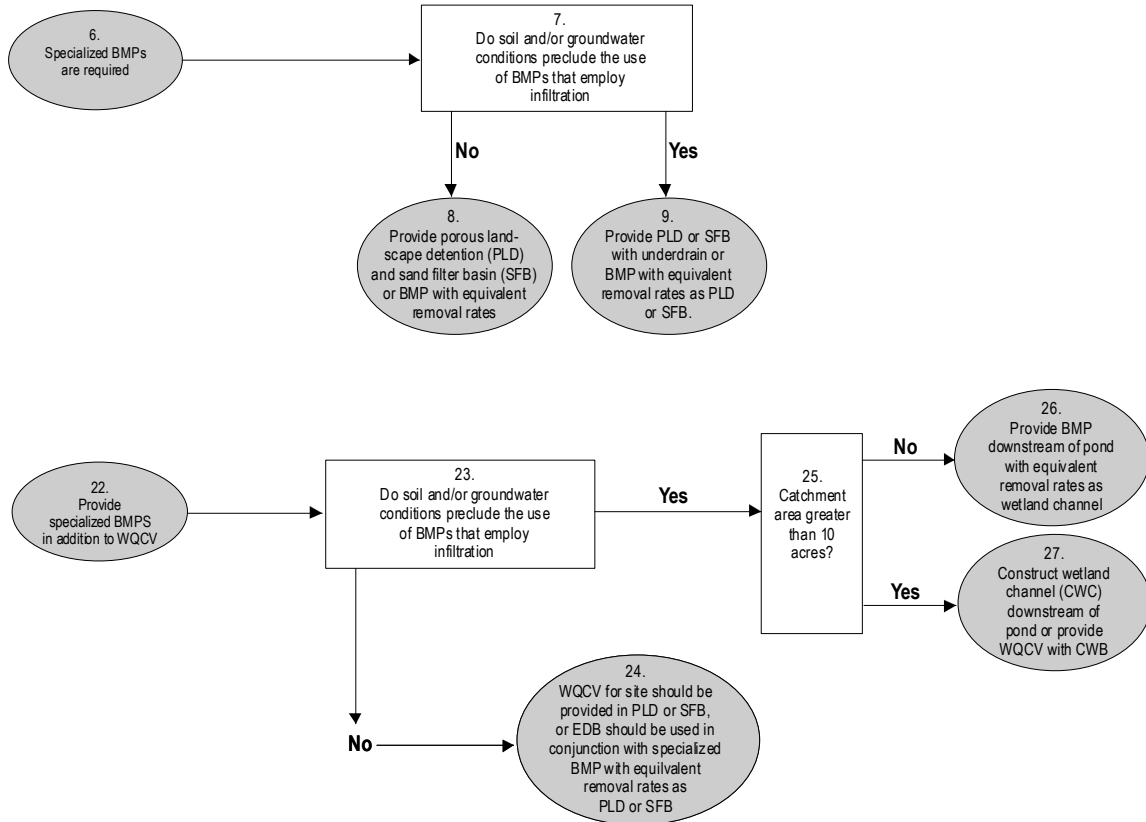 6.
Specialized BMPs
are required
7.
Do soil and/or groundwater
conditions preclude the use
of BMPs that employ
infiltration
No
Yes
8.
Provide porous land-
scape detention (PLD)
and sand filter basin (SFB)
or BMP with equivalent
removal rates
9.
Provide PLD or SFB
with underdrain or
BMP with equivalent
removal rates as PLD
or SFB.
22.
Provide
specialized BMPS
in addition to WQCV
23.
Do soil and/or groundwater
conditions preclude the use
of BMPs that employ
infiltration
Yes
25.
Catchment
area greater
than 10
acres?
No
26.
Provide BMP
downstream of pond
with equivalent
removal rates as
wetland channel
Yes
27.
Construct wetland
channel (CWC)
downstream of
pond or provide
WQCV with CWB
No
24.
WQCV for site should be
provided in PLD or SFB,
or EDB should be used in
conjunction with specialized
BMP with equilvalent
removal rates as
PLD or SFB